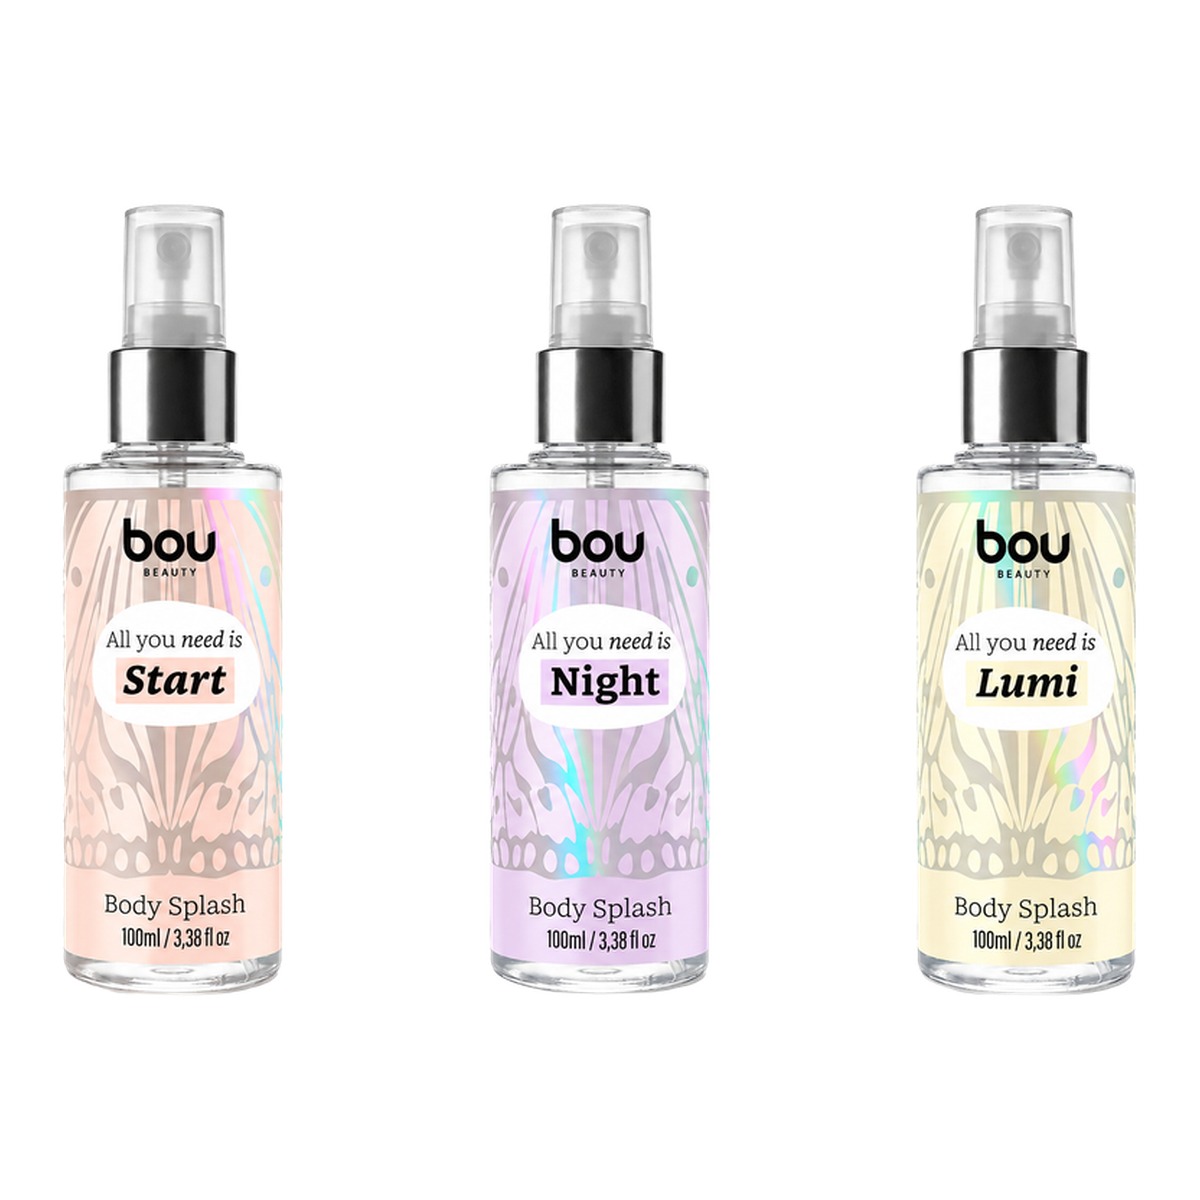 bou
BEAUTY
All you need is
Start
Body Splash
100ml / 3,38 fl oz
bou
BEAUTY
All you need is
Night
Body Splash
100ml / 3,38 fl oz
bou
BEAUTY
All you need is
Lumi
Body Splash
100ml / 3,38 fl oz